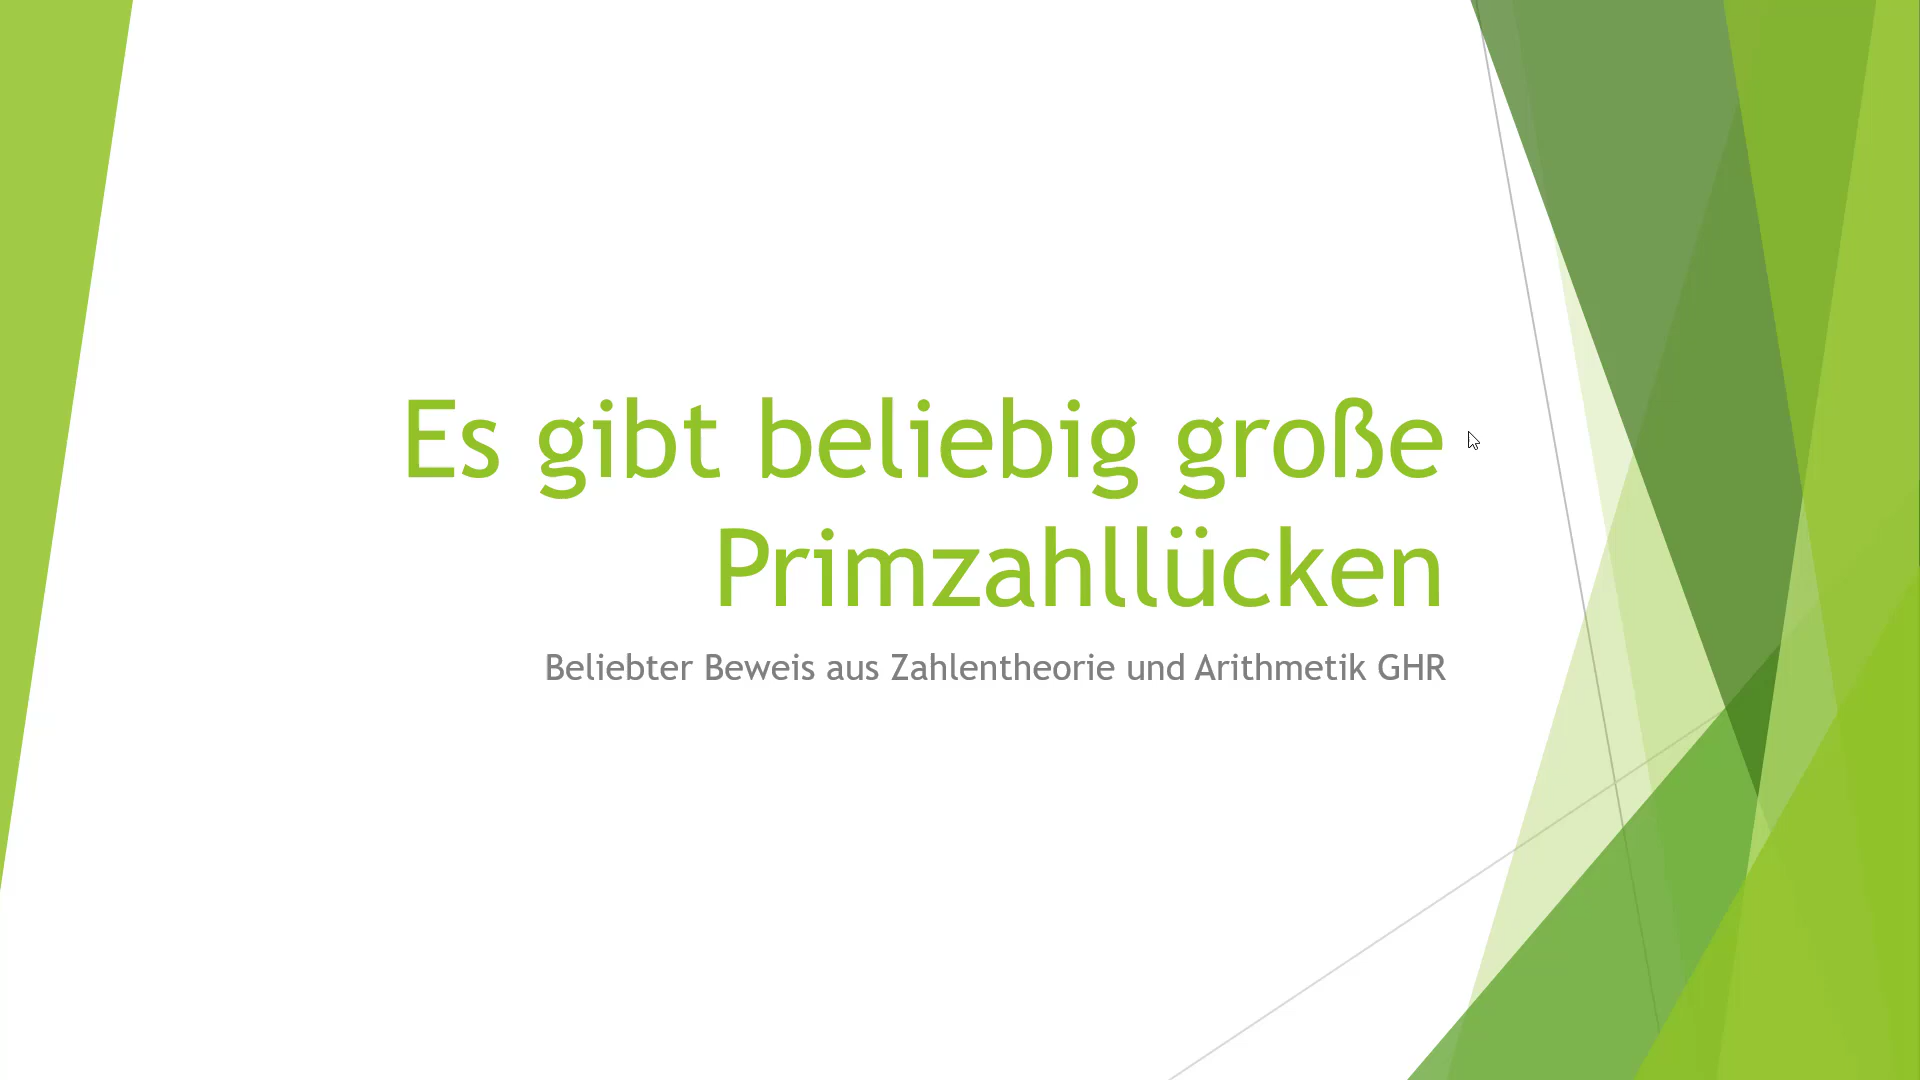 Es gibt beliebig große
Primzahllücken
Beliebter Beweis aus Zahlentheorie und Arithmetik GHR